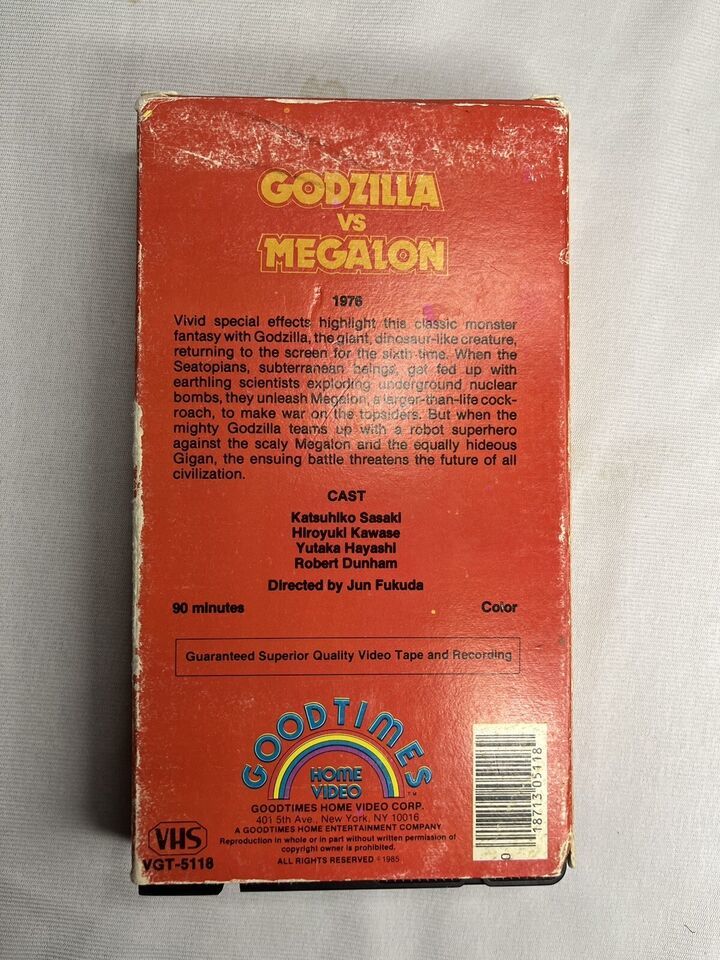 GODZILLA
VS
MEGALON
1976
Vivid special effects highlight this classic monster
fantasy with Godzilla, the giant, dinosaur-like creature,
returning to the screen for the sixth time. When the
Seatopians, subterranean beings, get fed up with
earthling scientists exploding underground nuclear
bombs, they unleash Megalon, a larger-than-life cock-
roach, to make war on the topsiders. But when the
mighty Godzilla teams up with a robot superhero
against the scaly Megalon and the equally hideous
Gigan, the ensuing battle threatens the future of all
civilization.
CAST
Katsuhiko Sasaki
Hiroyuki Kawase
Yutaka Hayashi
Robert Dunham
Directed by Jun Fukuda
90 minutes Color
Guaranteed Superior Quality Video Tape and Recording
GOODTIMES
HOME
VIDEO
TM
GOODTIMES HOME VIDEO CORP.
401 5th Ave., New York, NY 10016
A GOODTIMES HOME ENTERTAINMENT COMPANY
Reproduction in whole or in part without written permission of
copyright owner is prohibited.
ALL RIGHTS RESERVED © 1985
VHS
VGT-5118
0 18713 05118